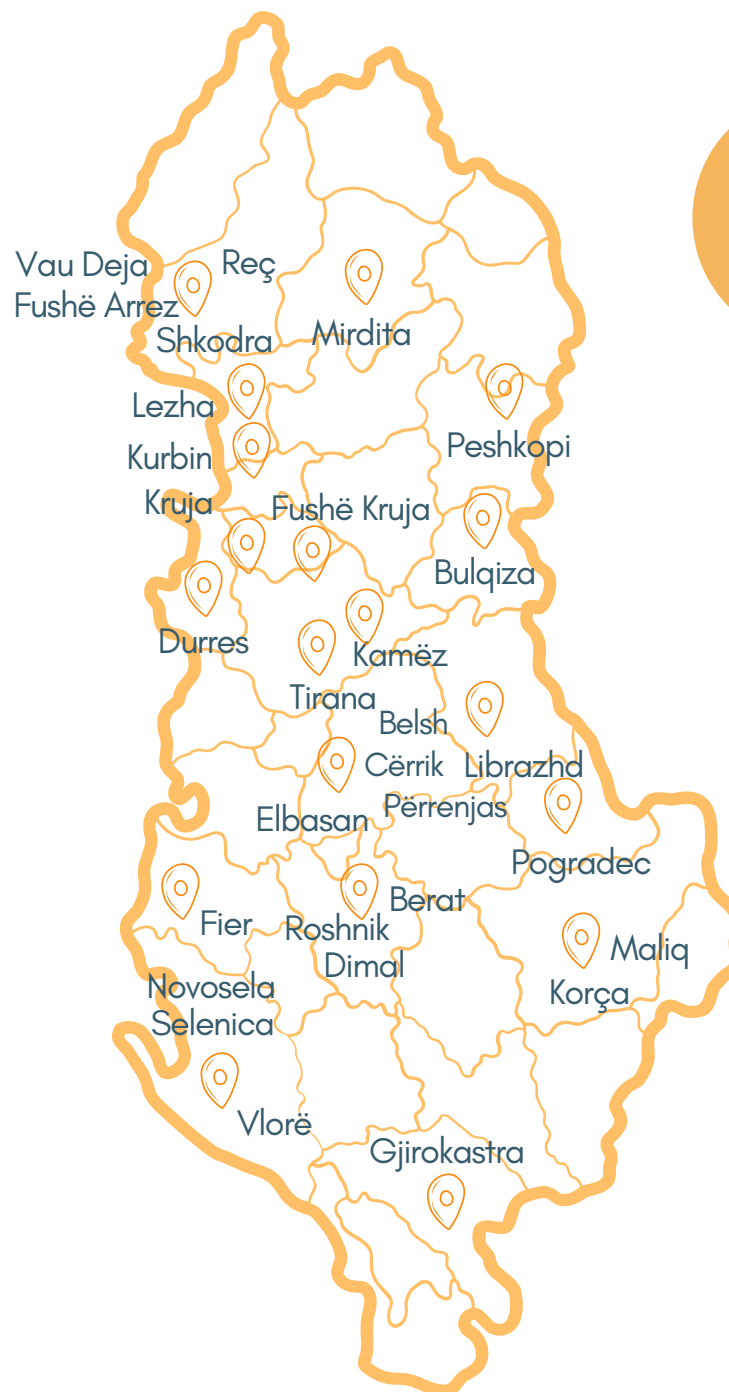 Vau Deja
Fushë Arrez
Reç
Shkodra
Mirdita
Lezha
Kurbin
Peshkopi
Kruja
Fushë Kruja
Bulqiza
Durres
Kamëz
Tirana
Belsh
Cërrik
Librazhd
Elbasan
Përrenjas
Pogradec
Berat
Fier
Roshnik
Dimal
Maliq
Korça
Novosela
Selenica
Vlorë
Gjirokastra